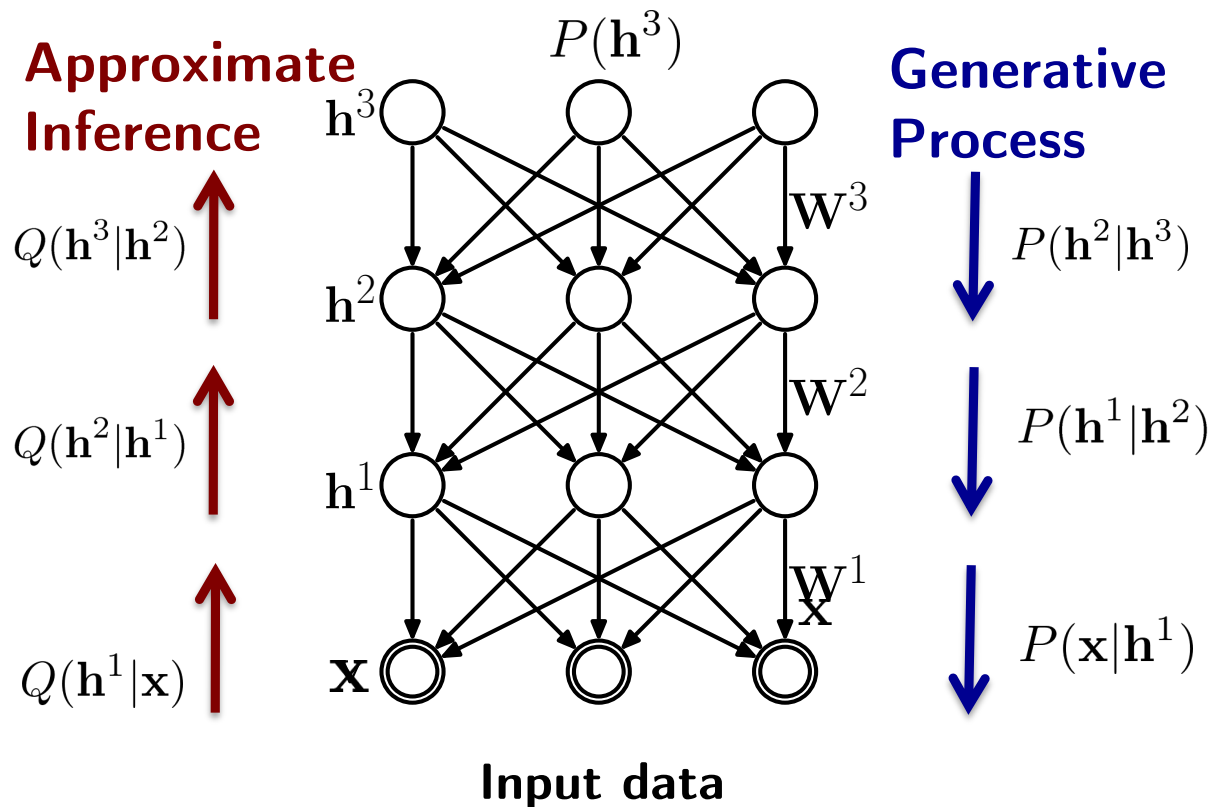 P(h³)
Approximate
Inference
Generative
Process
h³
W³
Q(h³|h²)
P(h²|h³)
h²
W²
Q(h²|h¹)
P(h¹|h²)
h¹
W¹
x
Q(h¹|x)
P(x|h¹)
x
Input data